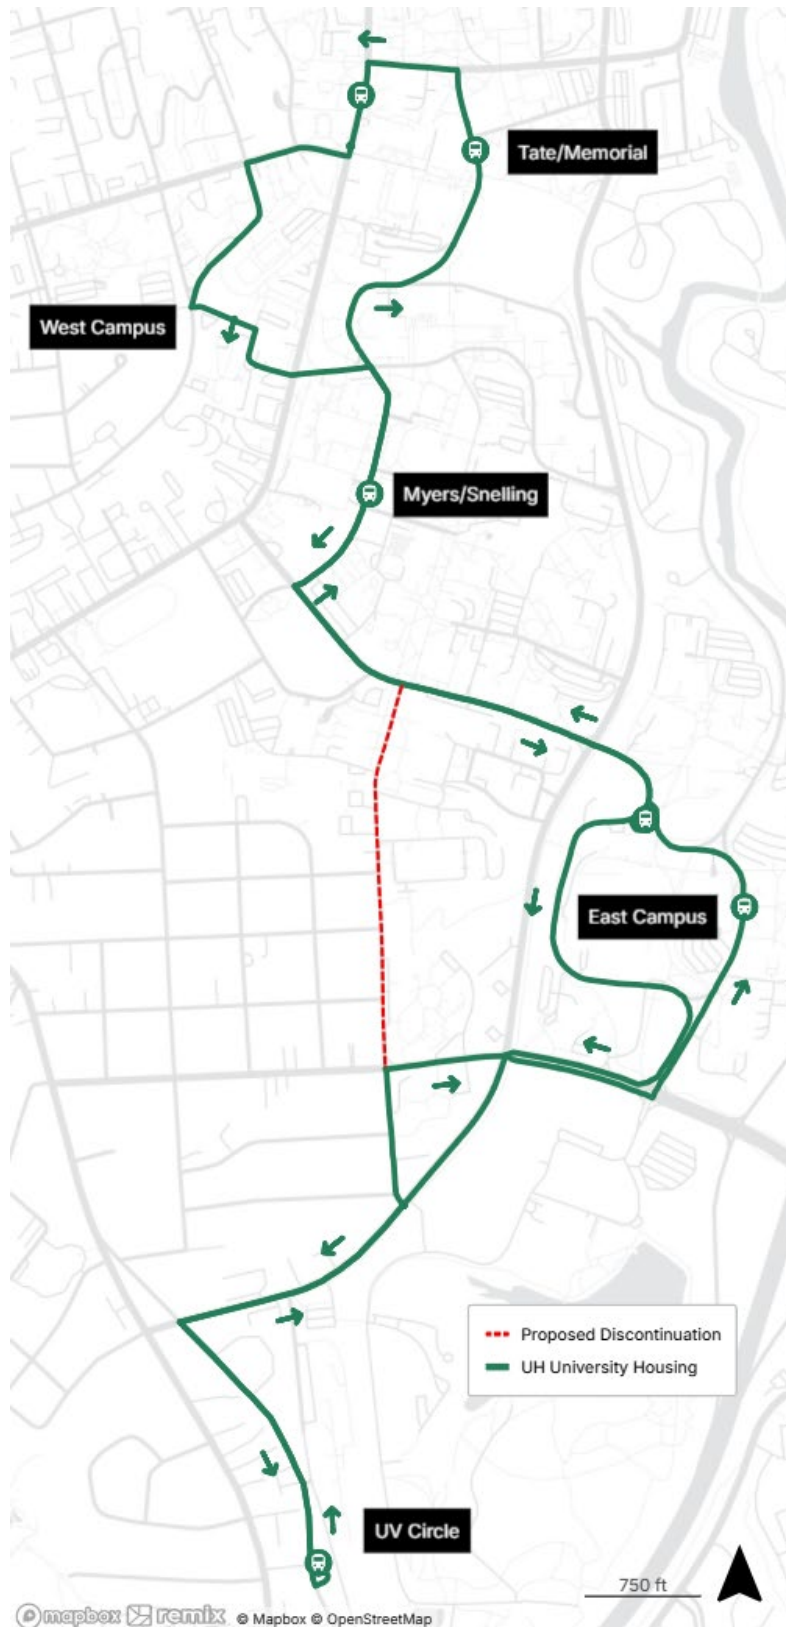 Tate/Memorial
West Campus
Myers/Snelling
East Campus
Proposed Discontinuation
UH University Housing
UV Circle
750 ft
mapbox remix © Mapbox © OpenStreetMap